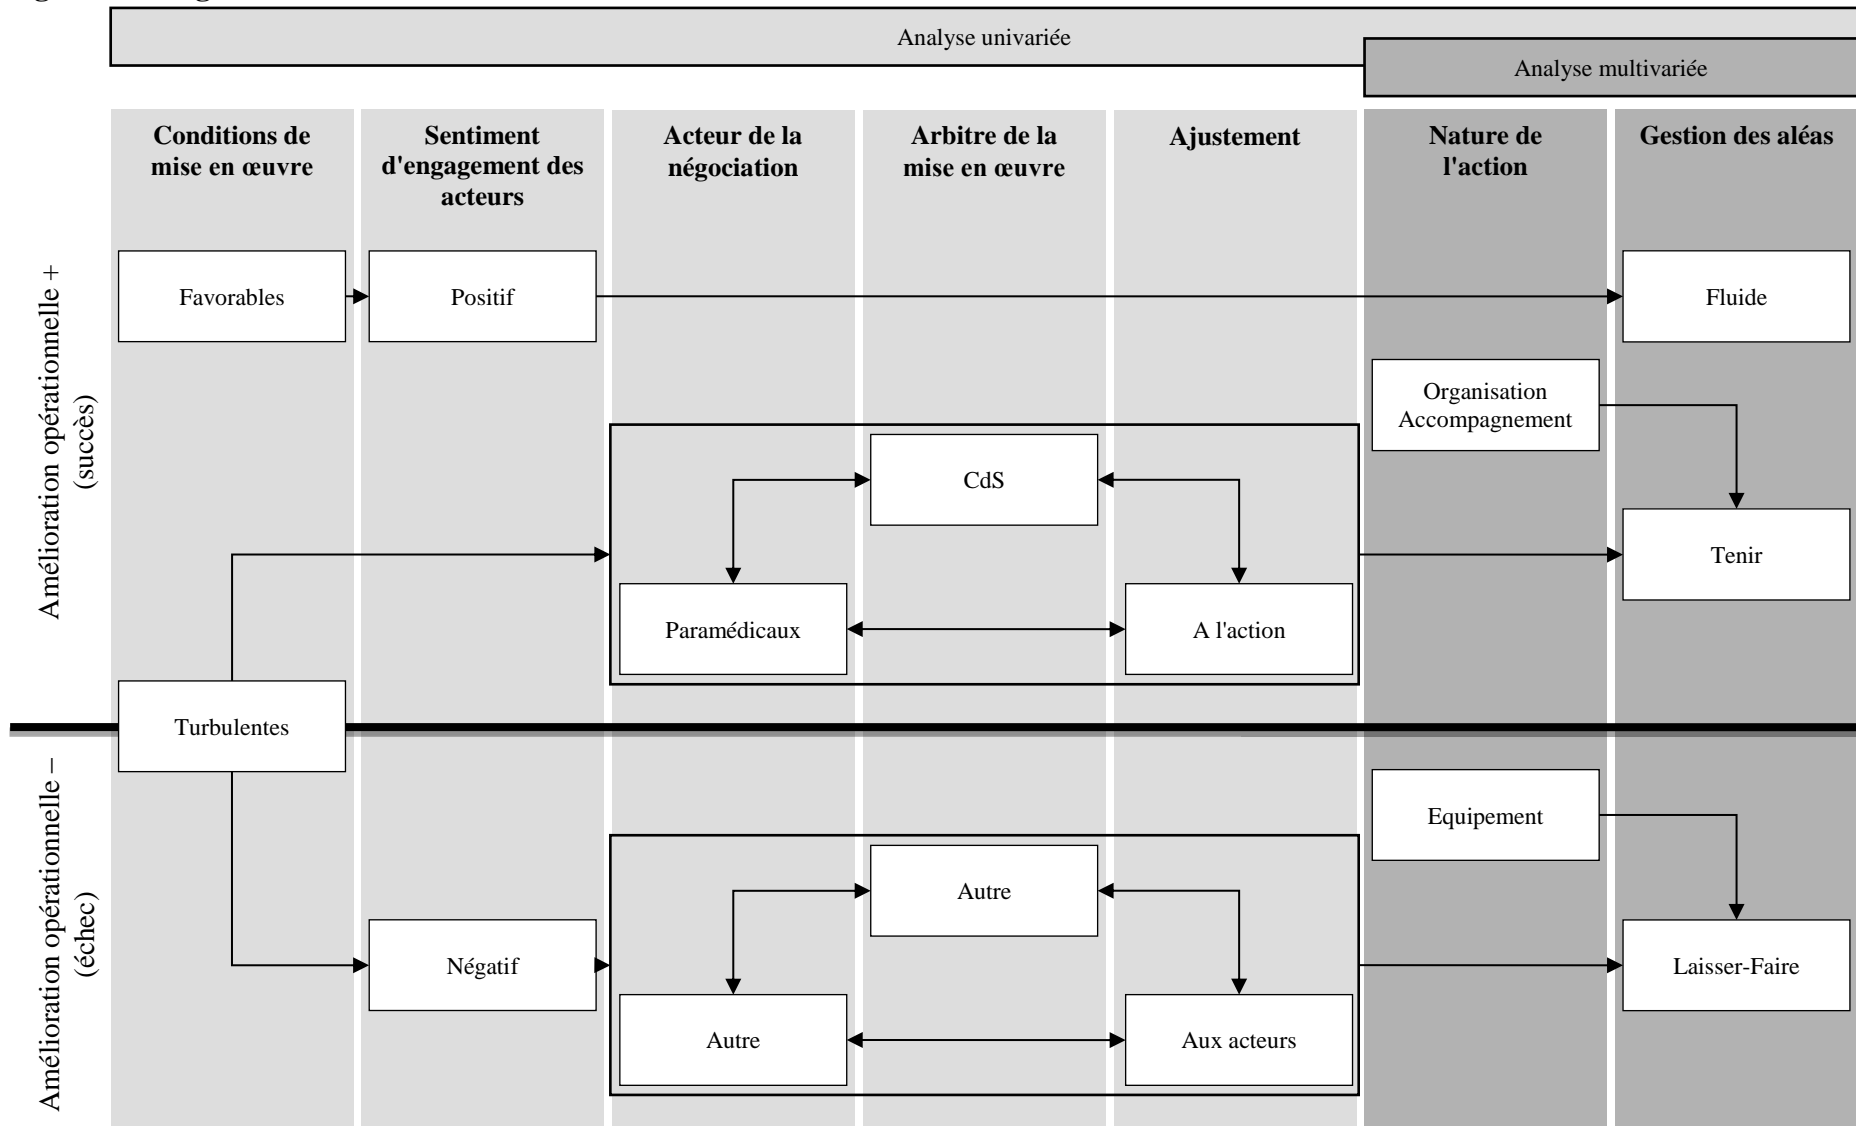 Analyse univariée
Analyse multivariée
Conditions de
mise en œuvre
Sentiment
d'engagement des
acteurs
Acteur de la
négociation
Arbitre de la
mise en œuvre
Ajustement
Nature de
l'action
Gestion des aléas
Amélioration opérationnelle +
(succès)
Favorables
Positif
Fluide
Organisation
Accompagnement
CdS
Tenir
Paramédicaux
A l'action
Turbulentes
Amélioration opérationnelle –
(échec)
Equipement
Autre
Négatif
Laisser-Faire
Autre
Aux acteurs